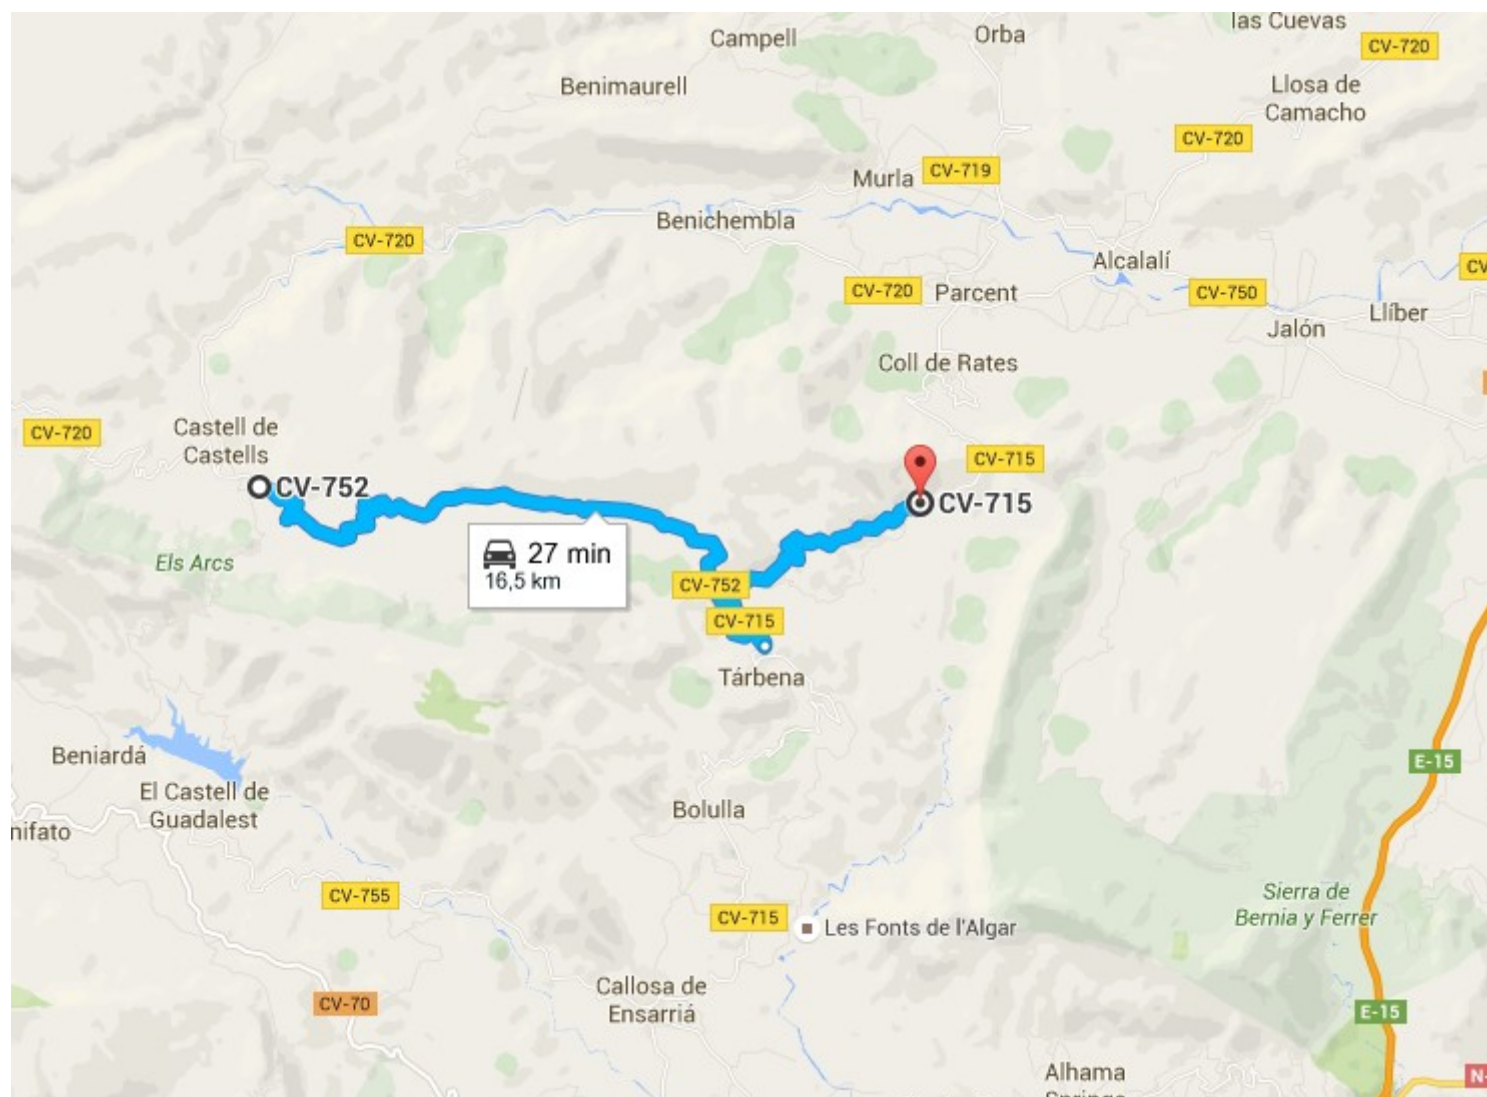 las Cuevas
Campell
Orba
CV-720
Benimaurell
Llosa de
Camacho
CV-720
Murla
CV-719
Benichembla
CV-720
Alcalalí
CV
CV-720
Parcent
CV-750
Llíber
Jalón
Coll de Rates
CV-720
Castell de
Castells
CV-715
CV-752
CV-715
27 min
16,5 km
Els Arcs
CV-752
CV-715
Tárbena
Beniardá
E-15
El Castell de
Guadalest
Bolulla
nifato
CV-755
Sierra de
Bernia y Ferrer
CV-715
Les Fonts de l'Algar
Callosa de
Ensarriá
CV-70
E-15
Alhama
Springs
N-